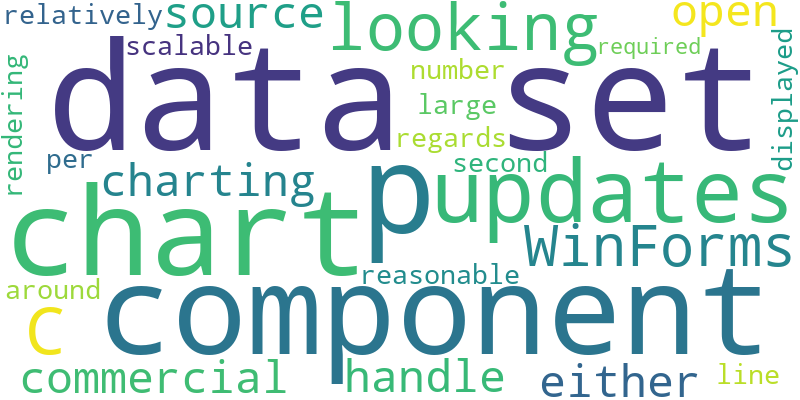 relatively source looking open
scalable required
data set
number
large
displayed
rendering
regards
per second
charting p updates
chart WinForms
reasonable
around component
C
commercial handle either line